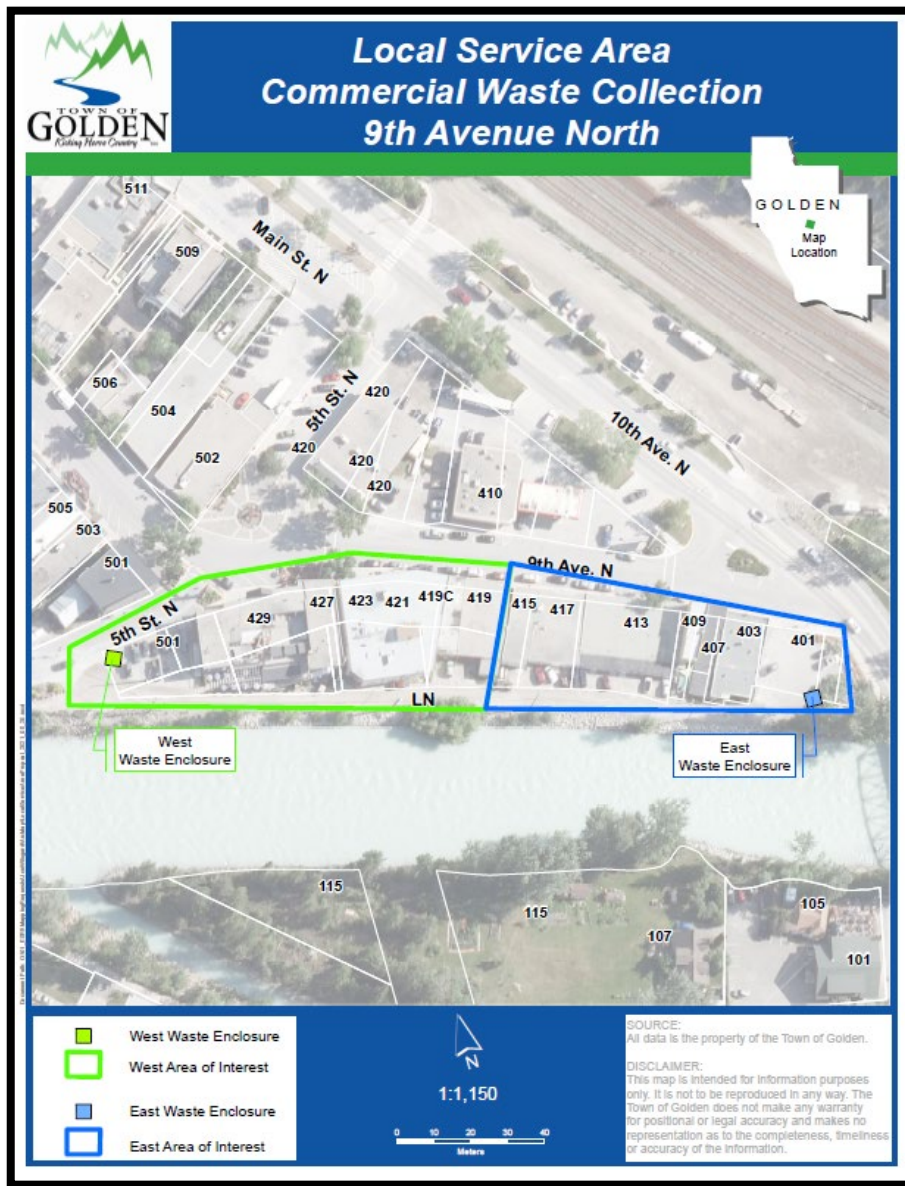 TOWN OF
GOLDEN
Kicking Horse Country
Local Service Area
Commercial Waste Collection
9th Avenue North
GOLDEN
Map
Location
511
509
Main St. N
506
504
5th St. N
420
10th Ave. N
502
420
420
420
410
505
503
501
9th Ave. N
5th St. N
501
429
427
423
421
419C
419
415
417
413
409
407
403
401
LN
West
Waste Enclosure
East
Waste Enclosure
115
115
107
105
101
West Waste Enclosure
West Area of Interest
East Waste Enclosure
East Area of Interest
N
1:1,150
0 10 20 30 40
Meters
SOURCE:
All data is the property of the Town of Golden.
DISCLAIMER:
This map is intended for information purposes
only. It is not to be reproduced in any way. The
Town of Golden does not make any warranty
for positional or legal accuracy and makes no
representation as to the completeness, timeliness
or accuracy of the information.